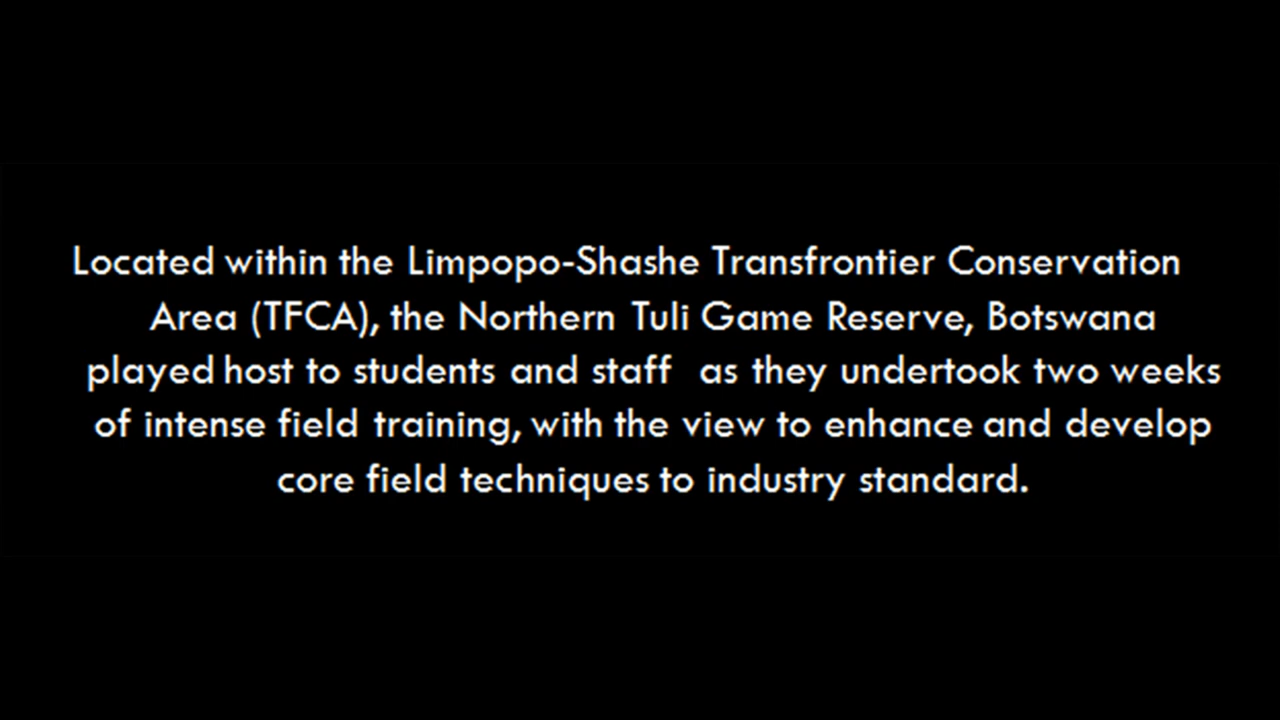 Located within the Limpopo-Shashe Transfrontier Conservation
Area (TFCA), the Northern Tuli Game Reserve, Botswana
played host to students and staff  as they undertook two weeks
of intense field training, with the view to enhance and develop
core field techniques to industry standard.